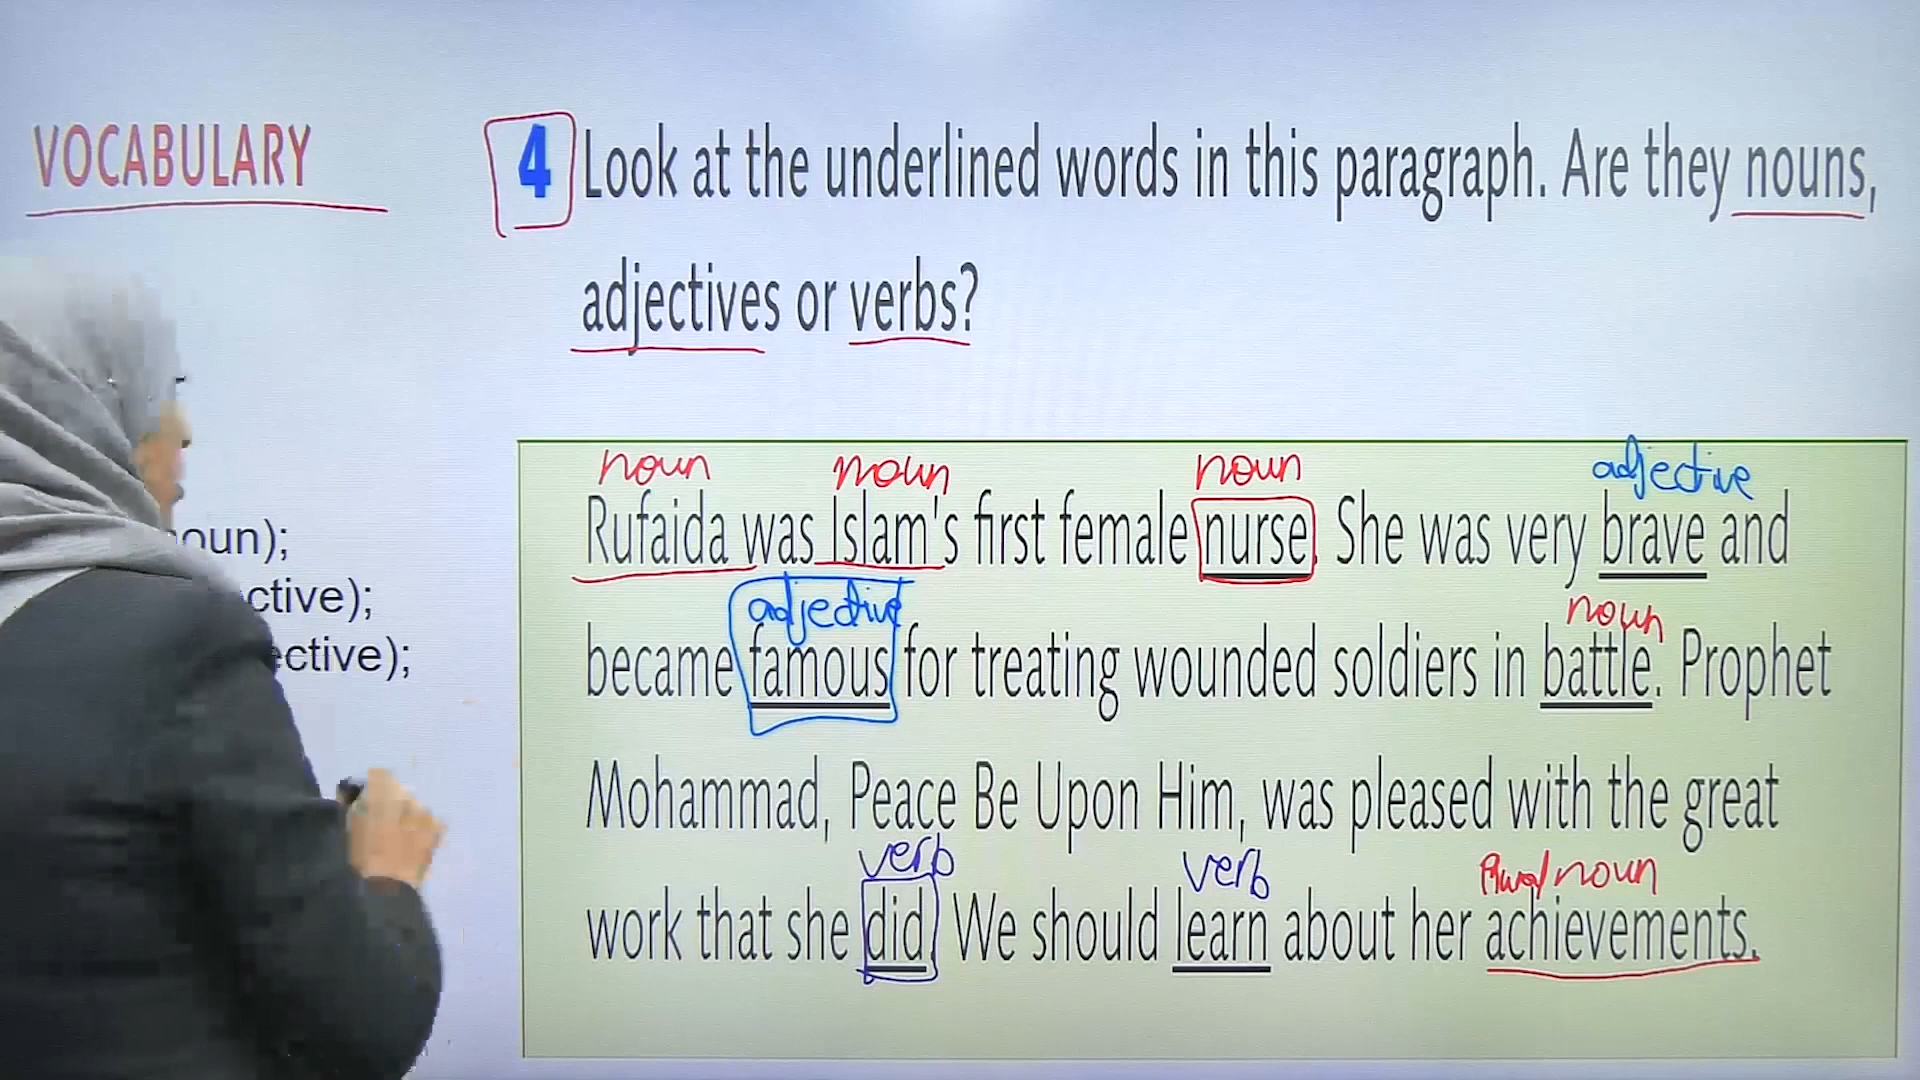 VOCABULARY
4 Look at the underlined words in this paragraph. Are they nouns,
adjectives or verbs?
noun noun noun adjective
Rufaida was Islam's first female nurse. She was very brave and
adjective noun
became famous for treating wounded soldiers in battle. Prophet
Mohammad, Peace Be Upon Him, was pleased with the great
verb verb Plural noun
work that she did. We should learn about her achievements.
noun);
ctive);
ective);